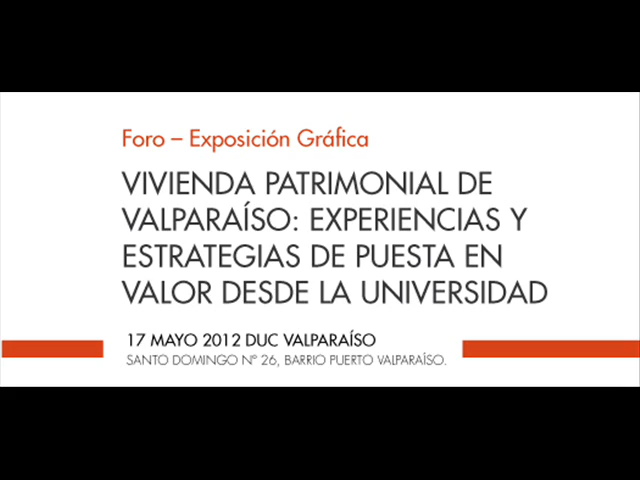 Foro – Exposición Gráfica
VIVIENDA PATRIMONIAL DE
VALPARAÍSO: EXPERIENCIAS Y
ESTRATEGIAS DE PUESTA EN
VALOR DESDE LA UNIVERSIDAD
17 MAYO 2012 DUC VALPARAÍSO
SANTO DOMINGO Nº 26, BARRIO PUERTO VALPARAÍSO.